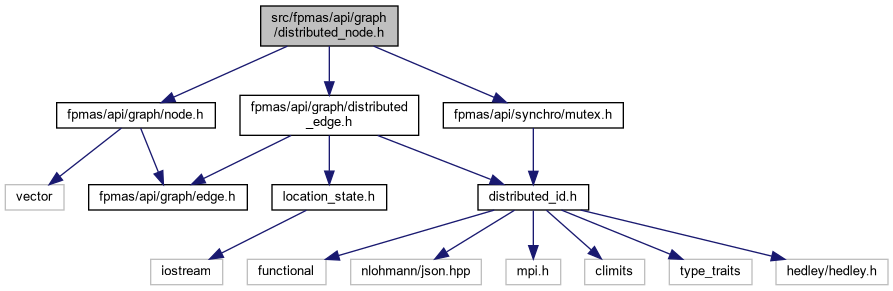 src/fpmas/api/graph
/distributed_node.h
fpmas/api/graph/node.h
fpmas/api/graph/distributed
_edge.h
fpmas/api/synchro/mutex.h
vector
fpmas/api/graph/edge.h
location_state.h
distributed_id.h
iostream
functional
nlohmann/json.hpp
mpi.h
climits
type_traits
hedley/hedley.h